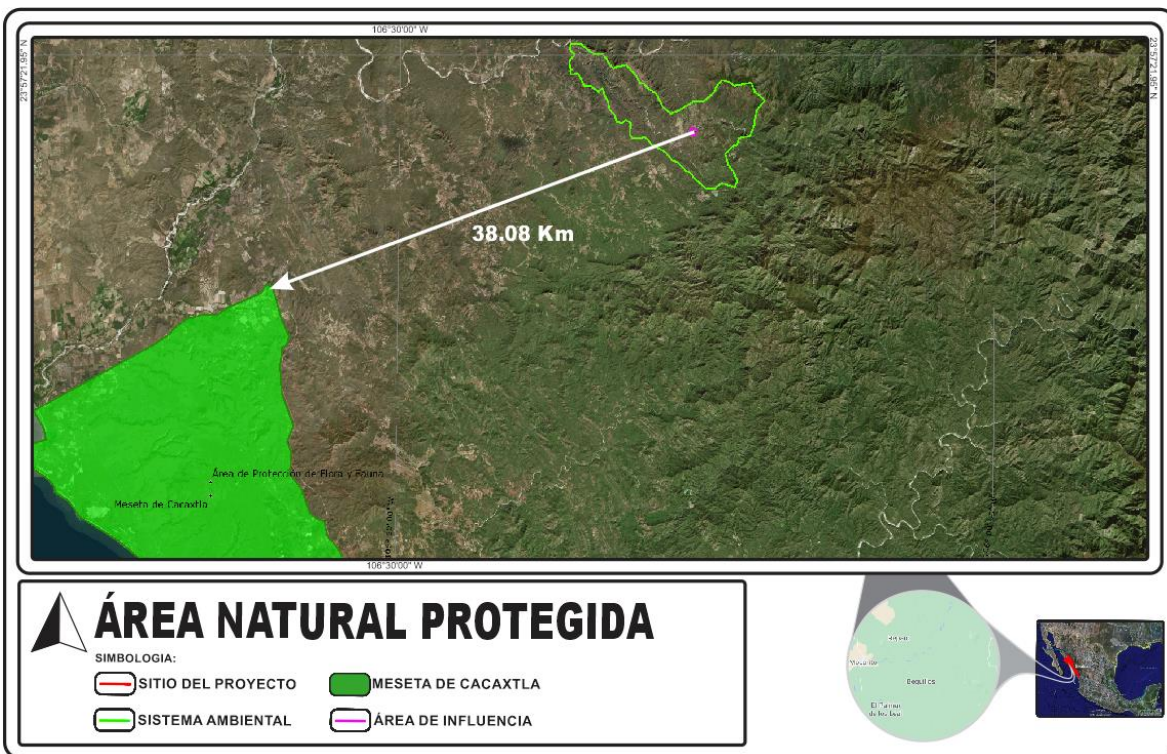 106°30'00" W
23°57'21.95" N
23°57'21.95" N
38.08 Km
Área de Protección de Flora y Fauna
Meseta de Cacaxtla
106°30'00" W
ÁREA NATURAL PROTEGIDA
SIMBOLOGIA:
SITIO DEL PROYECTO
MESETA DE CACAXTLA
SISTEMA AMBIENTAL
ÁREA DE INFLUENCIA